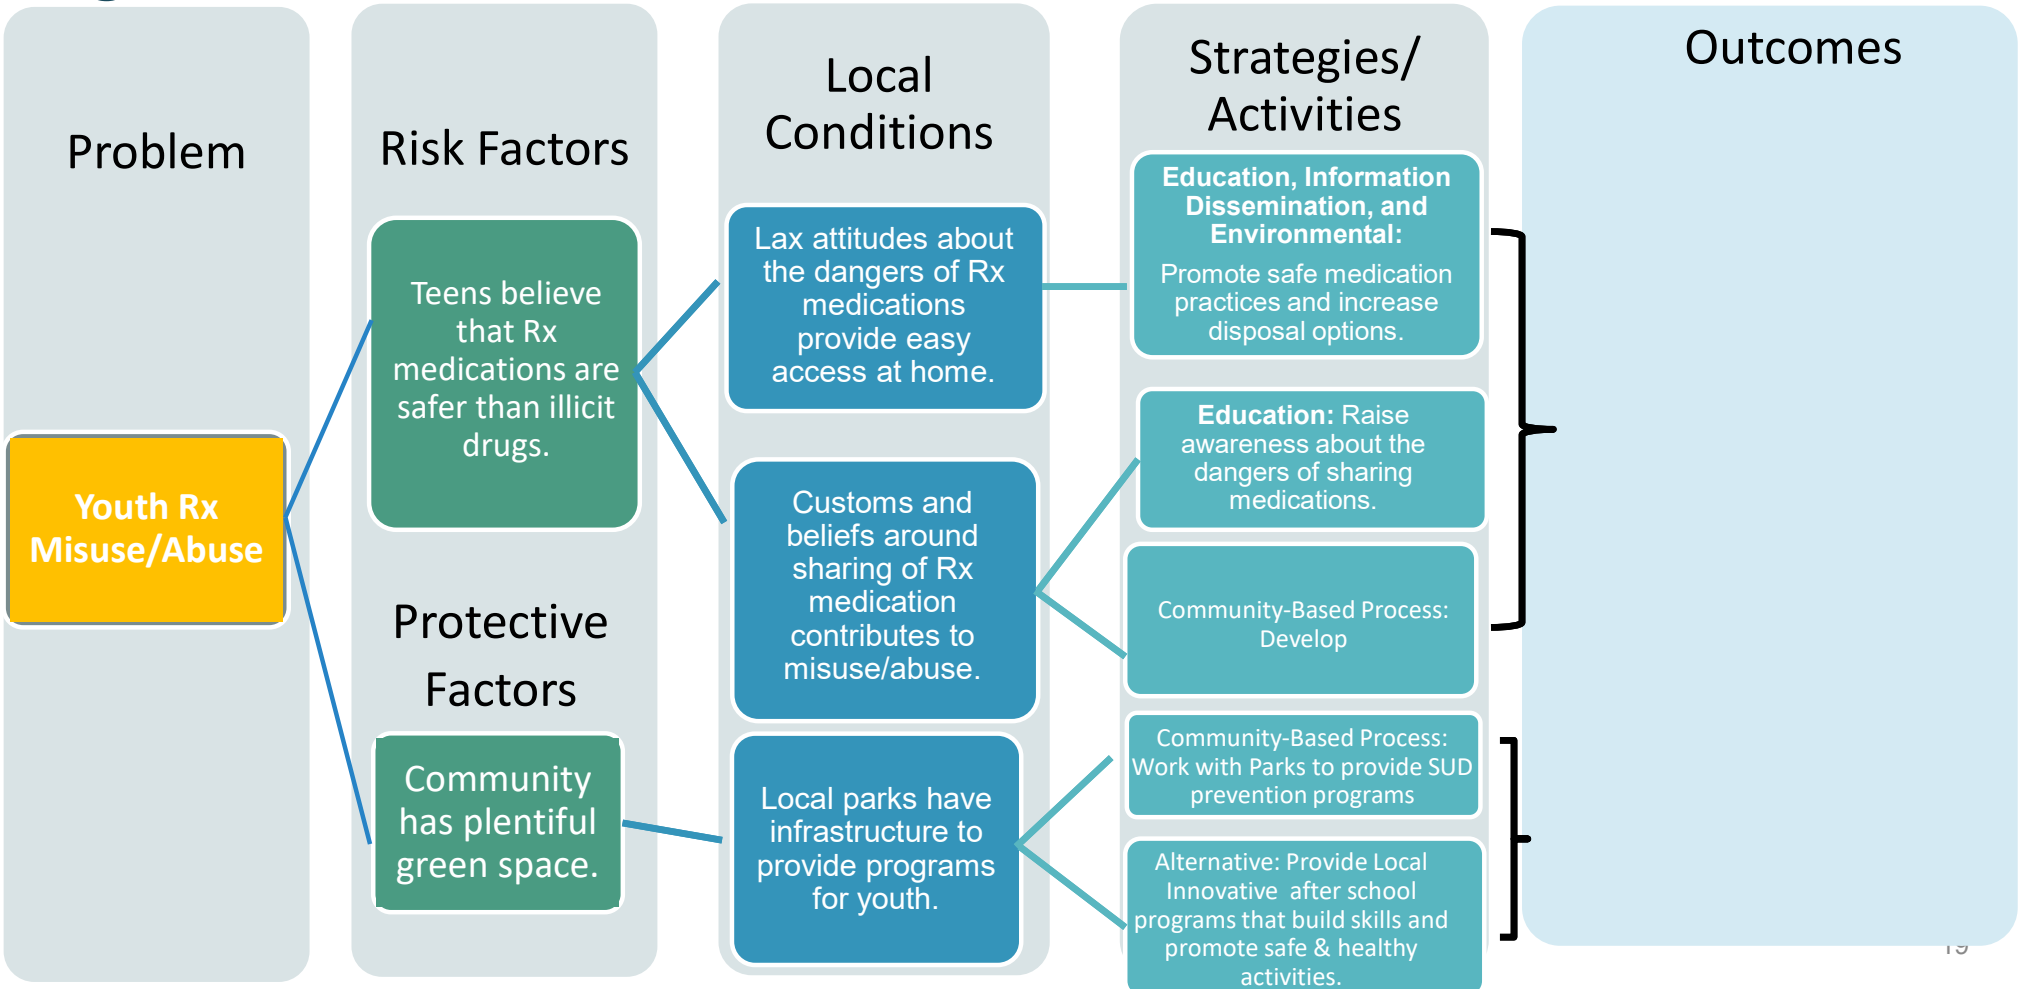 Problem
Youth Rx
Misuse/Abuse
Risk Factors
Teens believe
that Rx
medications are
safer than illicit
drugs.
Protective
Factors
Community
has plentiful
green space.
Local
Conditions
Lax attitudes about
the dangers of Rx
medications
provide easy
access at home.
Customs and
beliefs around
sharing of Rx
medication
contributes to
misuse/abuse.
Local parks have
infrastructure to
provide programs
for youth.
Strategies/
Activities
Education, Information
Dissemination, and
Environmental:
Promote safe medication
practices and increase
disposal options.
Education: Raise
awareness about the
dangers of sharing
medications.
Community-Based Process:
Develop
Community-Based Process:
Work with Parks to provide SUD
prevention programs
Alternative: Provide Local
Innovative  after school
programs that build skills and
promote safe & healthy
activities.
Outcomes
19